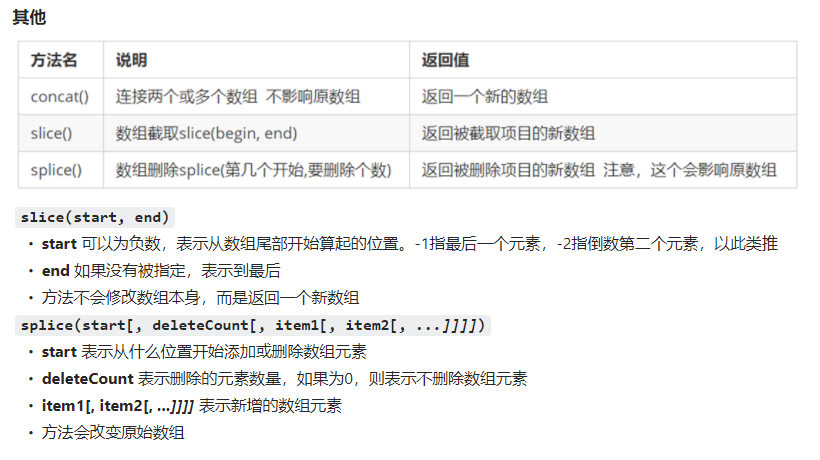 其他
方法名 说明 返回值
concat() 连接两个或多个数组 不影响原数组 返回一个新的数组
slice() 数组截取slice(begin, end) 返回被截取项目的新数组
splice() 数组删除splice(第几个开始,要删除个数) 返回被删除项目的新数组 注意，这个会影响原数组
slice(start, end)
• start 可以为负数，表示从数组尾部开始算起的位置。-1指最后一个元素，-2指倒数第二个元素，以此类推
• end 如果没有被指定，表示到最后
• 方法不会修改数组本身，而是返回一个新数组
splice(start[, deleteCount[, item1[, item2[, ...]]]])
• start 表示从什么位置开始添加或删除数组元素
• deleteCount 表示删除的元素数量，如果为0，则表示不删除数组元素
• item1[, item2[, ...]]]] 表示新增的数组元素
• 方法会改变原始数组